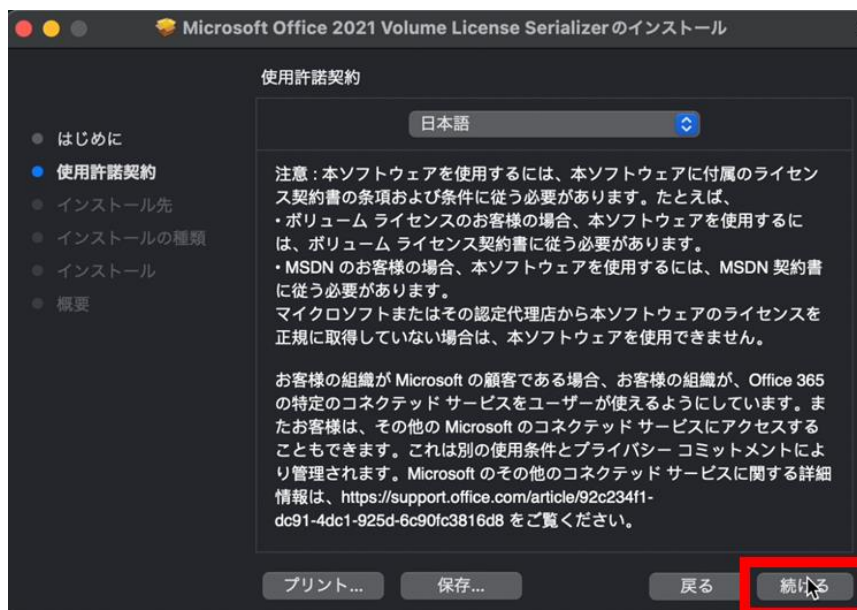 Microsoft Office 2021 Volume License Serializerのインストール
使用許諾契約
日本語
はじめに
使用許諾契約
インストール先
インストールの種類
インストール
概要
注意 : 本ソフトウェアを使用するには、本ソフトウェアに付属のライセン
ス契約書の条項および条件に従う必要があります。たとえば、
• ボリューム ライセンスのお客様の場合、本ソフトウェアを使用するに
は、ボリューム ライセンス契約書に従う必要があります。
• MSDN のお客様の場合、本ソフトウェアを使用するには、MSDN 契約書
に従う必要があります。
マイクロソフトまたはその認定代理店から本ソフトウェアのライセンスを
正規に取得していない場合は、本ソフトウェアを使用できません。
お客様の組織が Microsoft の顧客である場合、お客様の組織が、Office 365
の特定のコネクテッド サービスをユーザーが使えるようにしています。ま
たお客様は、その他の Microsoft のコネクテッド サービスにアクセスする
こともできます。これは別の使用条件とプライバシー コミットメントによ
り管理されます。Microsoft のその他のコネクテッド サービスに関する詳細
情報は、https://support.office.com/article/92c234f1-
dc91-4dc1-925d-6c90fc3816d8 をご覧ください。
プリント...
保存...
戻る
続ける